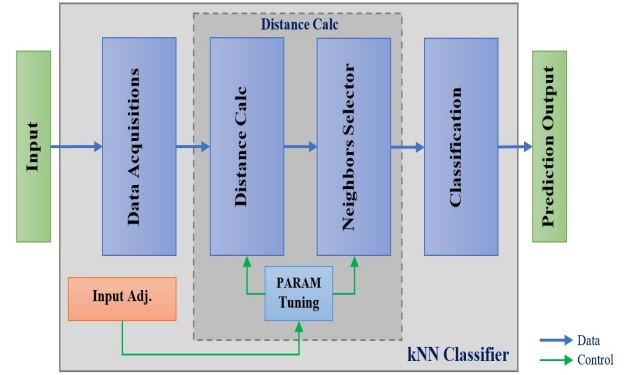 Distance Calc
Input
Data Acquisitions
Distance Calc
Neighbors Selector
Classification
Prediction Output
Input Adj.
PARAM
Tuning
kNN Classifier
Data
Control